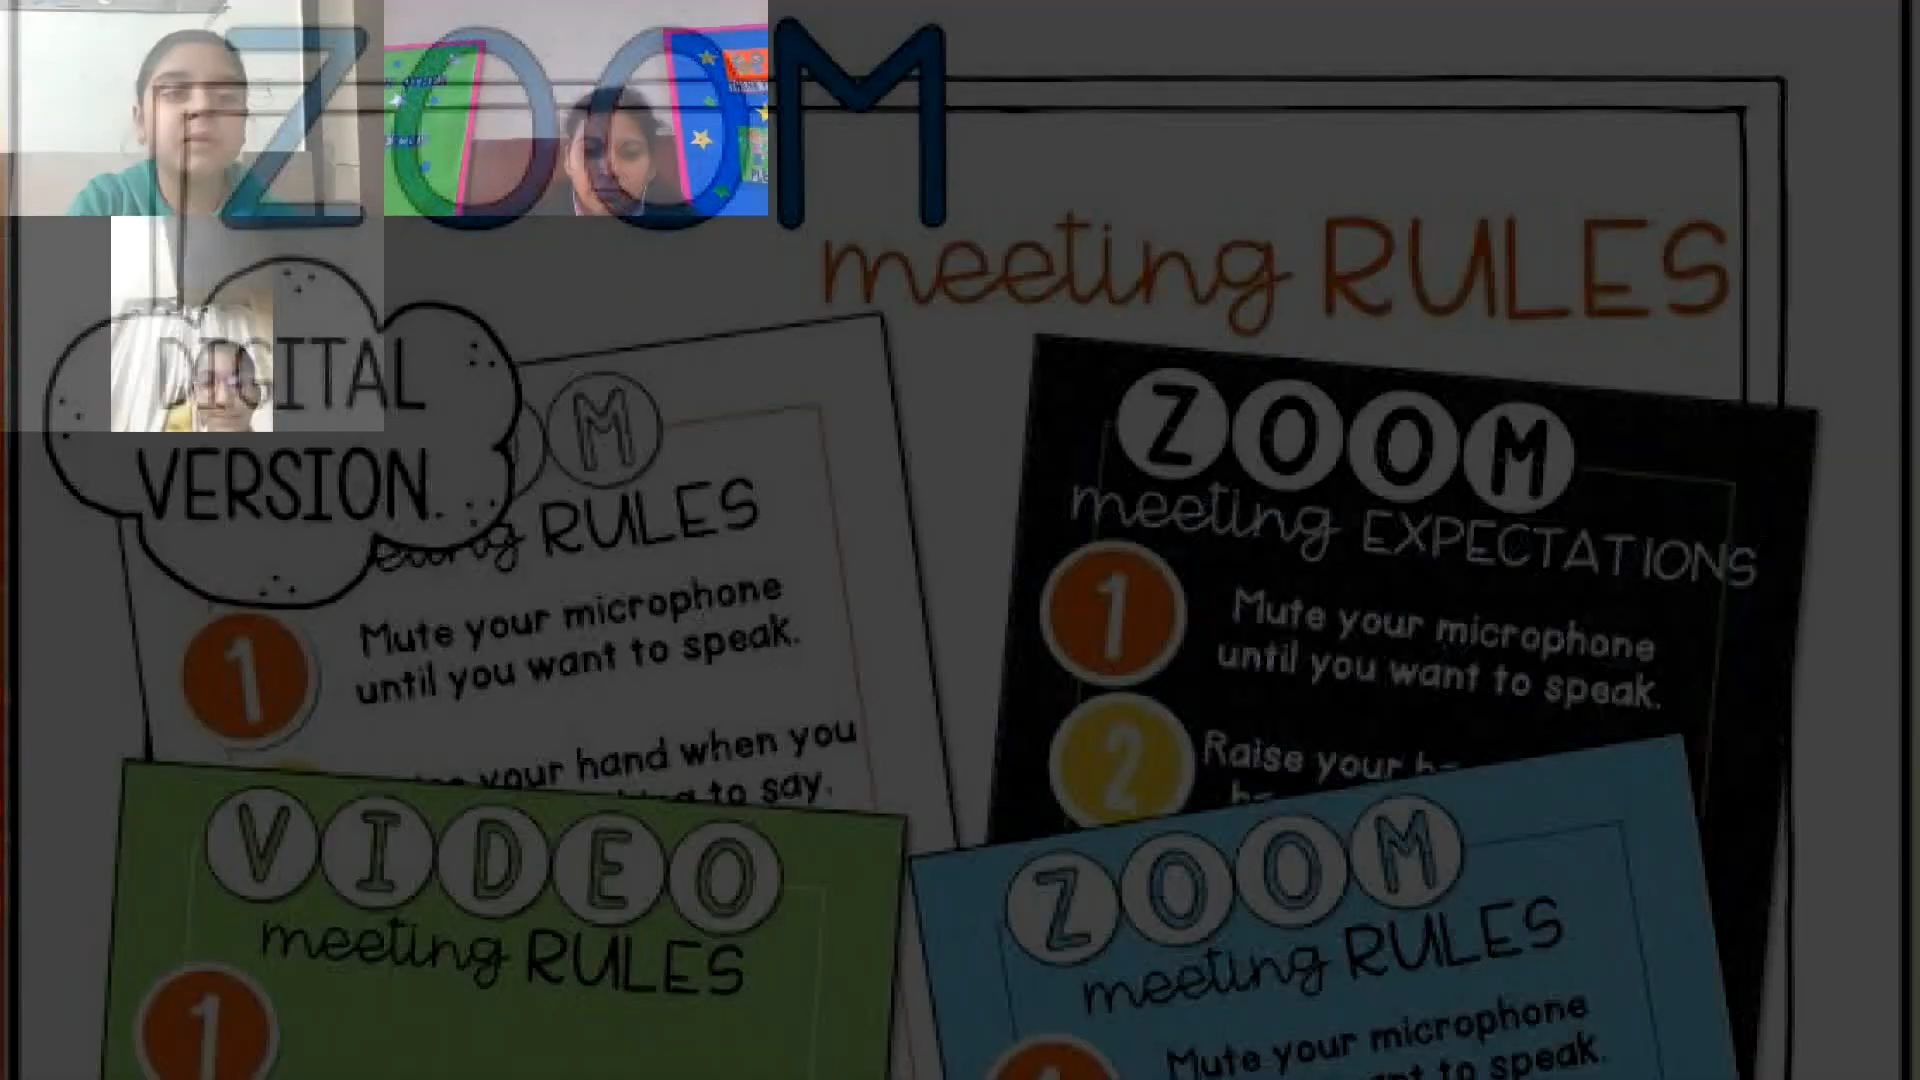 ZOOM
meeting RULES
DIGITAL
VERSION.
M
RULES
1
Mute your microphone
until you want to speak.
your hand when you
to say.
ZOOM
meeting EXPECTATIONS
1
Mute your microphone
until you want to speak.
2
Raise your
VIDEO
meeting RULES
1
ZOOM
meeting RULES
Mute your microphone
to speak.
OTHER